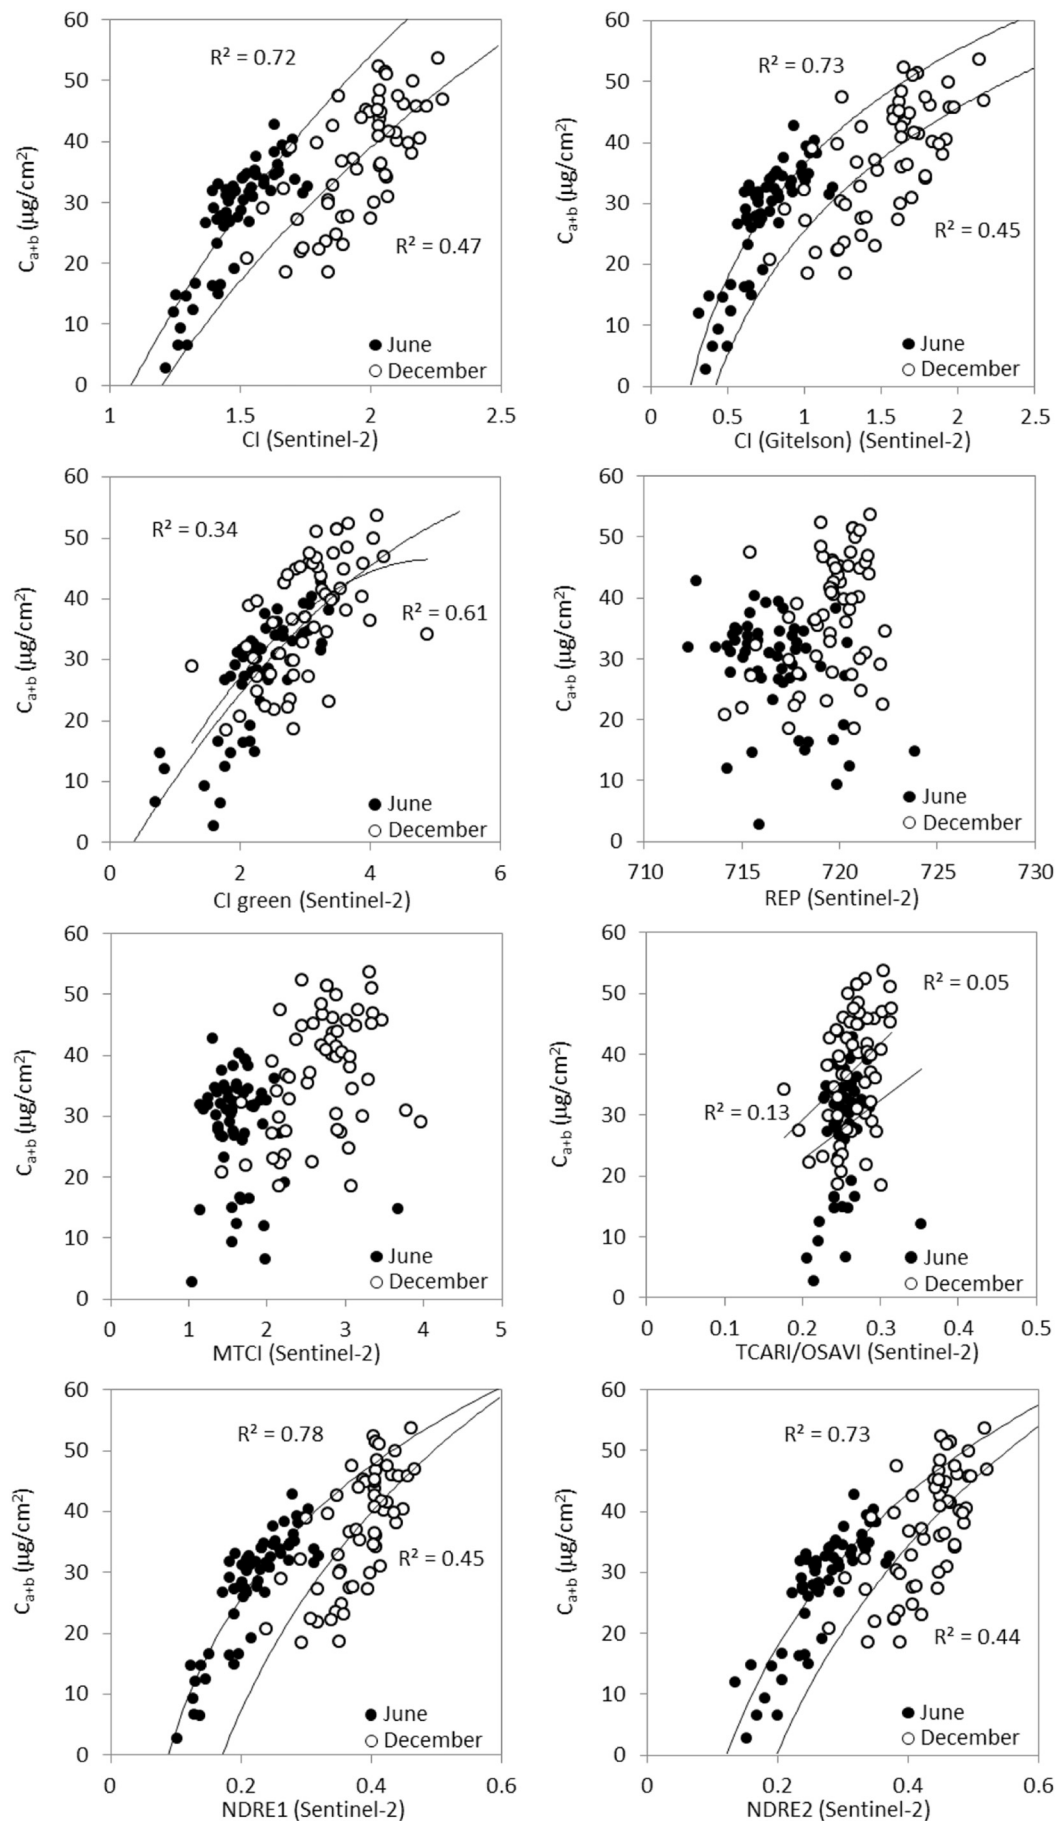 60
50
40
30
20
10
0
C_{a+b} (µg/cm²)
R² = 0.72
R² = 0.47
June
December
1
1.5
2
2.5
CI (Sentinel-2)
60
50
40
30
20
10
0
C_{a+b} (µg/cm²)
R² = 0.73
R² = 0.45
June
December
0
0.5
1
1.5
2
2.5
CI (Gitelson) (Sentinel-2)
60
50
40
30
20
10
0
C_{a+b} (µg/cm²)
R² = 0.34
R² = 0.61
June
December
0
2
4
6
CI green (Sentinel-2)
60
50
40
30
20
10
0
C_{a+b} (µg/cm²)
June
December
710
715
720
725
730
REP (Sentinel-2)
60
50
40
30
20
10
0
C_{a+b} (µg/cm²)
June
December
0
1
2
3
4
5
MTCI (Sentinel-2)
60
50
40
30
20
10
0
C_{a+b} (µg/cm²)
R² = 0.05
R² = 0.13
June
December
0
0.1
0.2
0.3
0.4
0.5
TCARI/OSAVI (Sentinel-2)
60
50
40
30
20
10
0
C_{a+b} (µg/cm²)
R² = 0.78
R² = 0.45
June
December
0
0.2
0.4
0.6
NDRE1 (Sentinel-2)
60
50
40
30
20
10
0
C_{a+b} (µg/cm²)
R² = 0.73
R² = 0.44
June
December
0
0.2
0.4
0.6
NDRE2 (Sentinel-2)